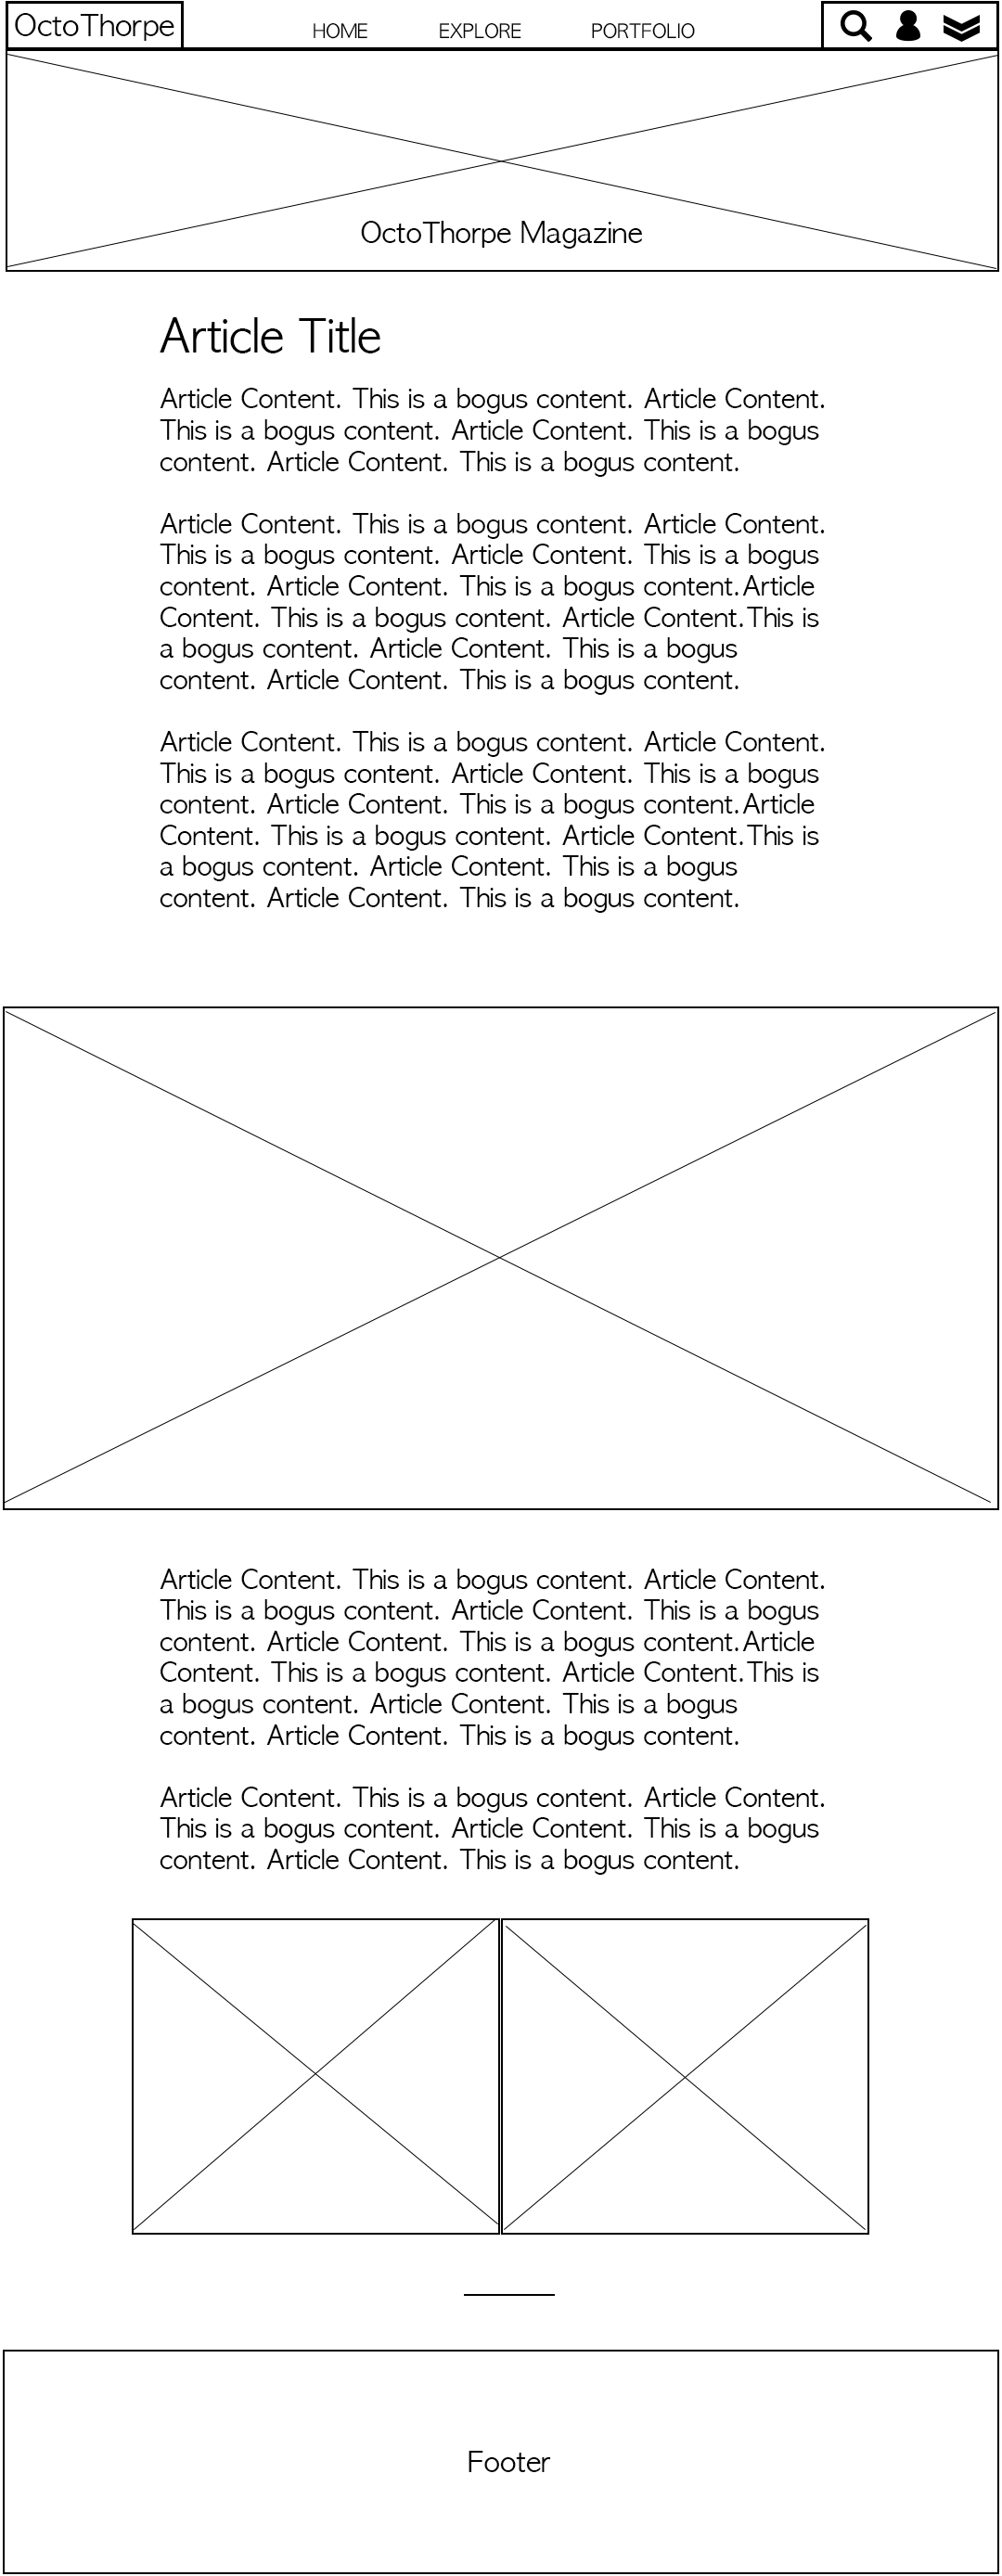 OctoThorpe
HOME EXPLORE PORTFOLIO
OctoThorpe Magazine
Article Title
Article Content. This is a bogus content. Article Content.
This is a bogus content. Article Content. This is a bogus
content. Article Content. This is a bogus content.
Article Content. This is a bogus content. Article Content.
This is a bogus content. Article Content. This is a bogus
content. Article Content. This is a bogus content.Article
Content. This is a bogus content. Article Content.This is
a bogus content. Article Content. This is a bogus
content. Article Content. This is a bogus content.
Article Content. This is a bogus content. Article Content.
This is a bogus content. Article Content. This is a bogus
content. Article Content. This is a bogus content.Article
Content. This is a bogus content. Article Content.This is
a bogus content. Article Content. This is a bogus
content. Article Content. This is a bogus content.
Article Content. This is a bogus content. Article Content.
This is a bogus content. Article Content. This is a bogus
content. Article Content. This is a bogus content.Article
Content. This is a bogus content. Article Content.This is
a bogus content. Article Content. This is a bogus
content. Article Content. This is a bogus content.
Article Content. This is a bogus content. Article Content.
This is a bogus content. Article Content. This is a bogus
content. Article Content. This is a bogus content.
Footer